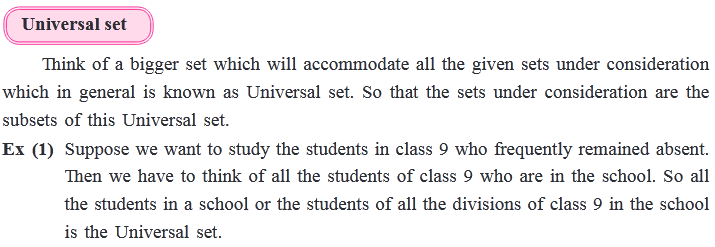 Universal set
Think of a bigger set which will accommodate all the given sets under consideration
which in general is known as Universal set. So that the sets under consideration are the
subsets of this Universal set.
Ex (1) Suppose we want to study the students in class 9 who frequently remained absent.
Then we have to think of all the students of class 9 who are in the school. So all
the students in a school or the students of all the divisions of class 9 in the school
is the Universal set.